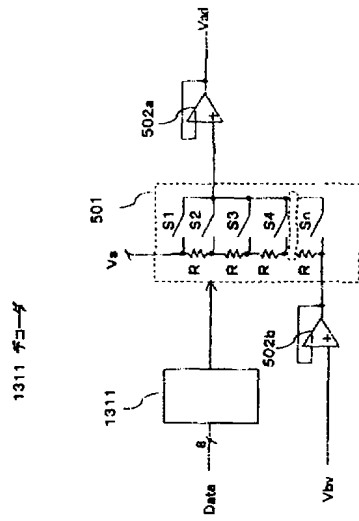 1311 デコーダ
502a
Vad
501
Vs
S1
S2
S3
S4
Sn
R
R
R
R
1311
8
Data
502b
Vbv